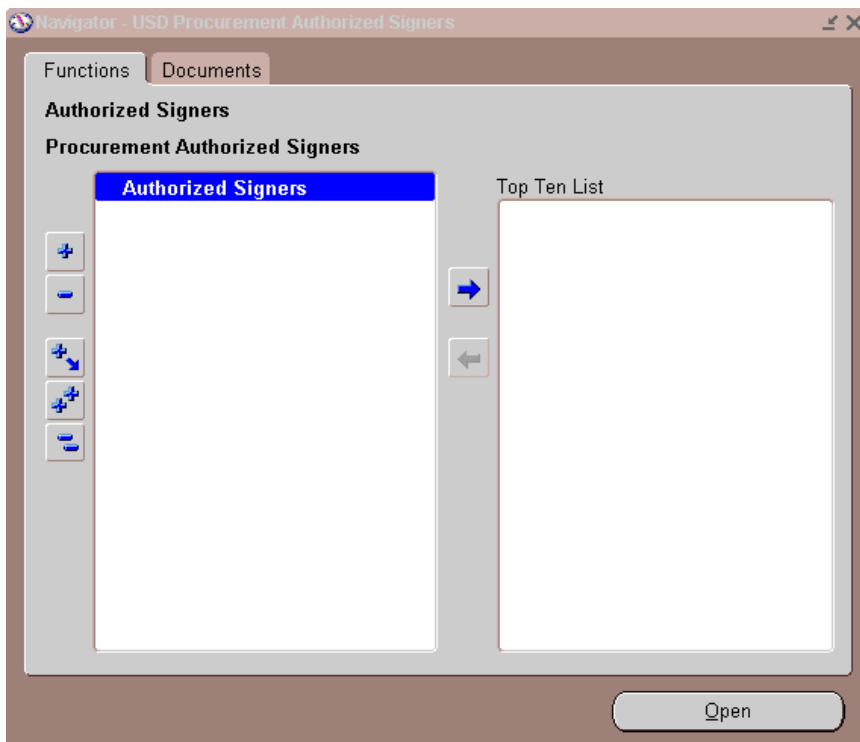 Navigator - USD Procurement Authorized Signers
Functions
Documents
Authorized Signers
Procurement Authorized Signers
Authorized Signers
Top Ten List
Open